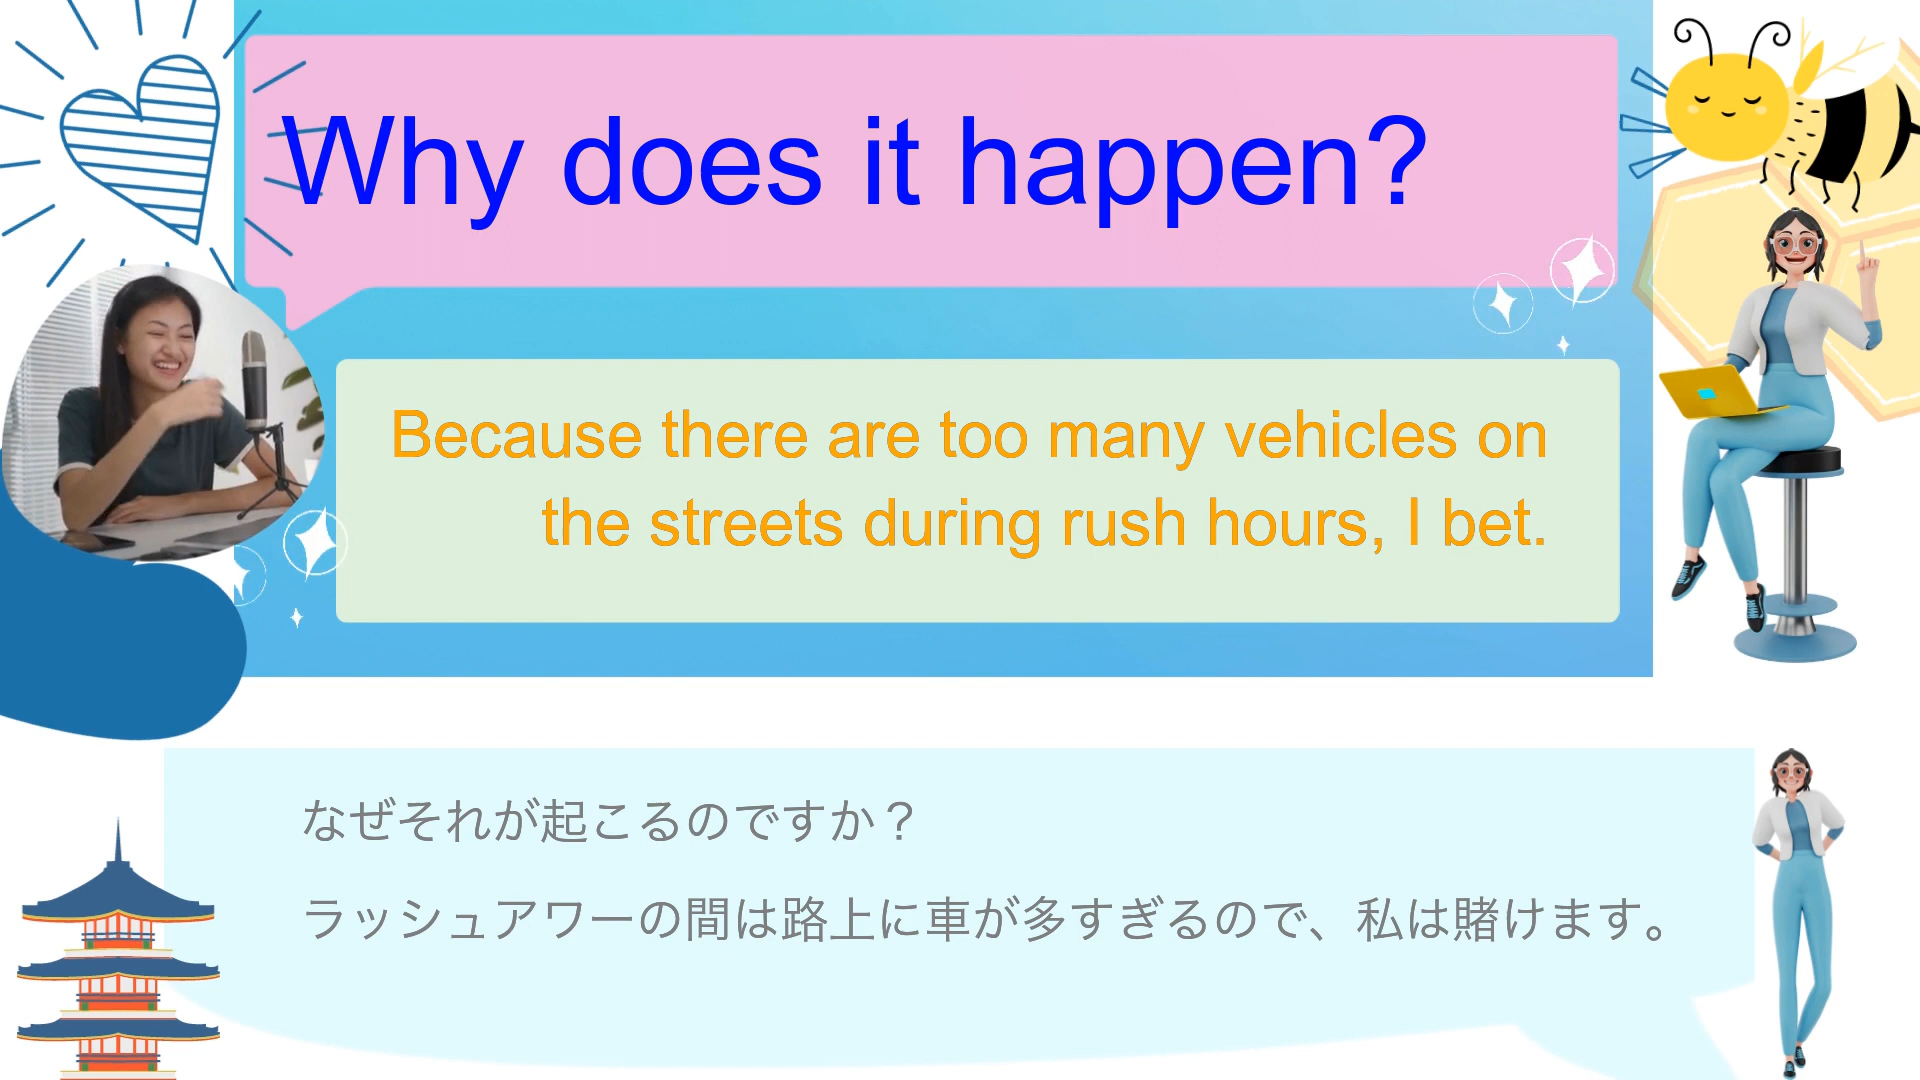 Why does it happen?
Because there are too many vehicles on
the streets during rush hours, I bet.
なぜそれが起こるのですか？
ラッシュアワーの間は路上に車が多すぎるので、私は賭けます。